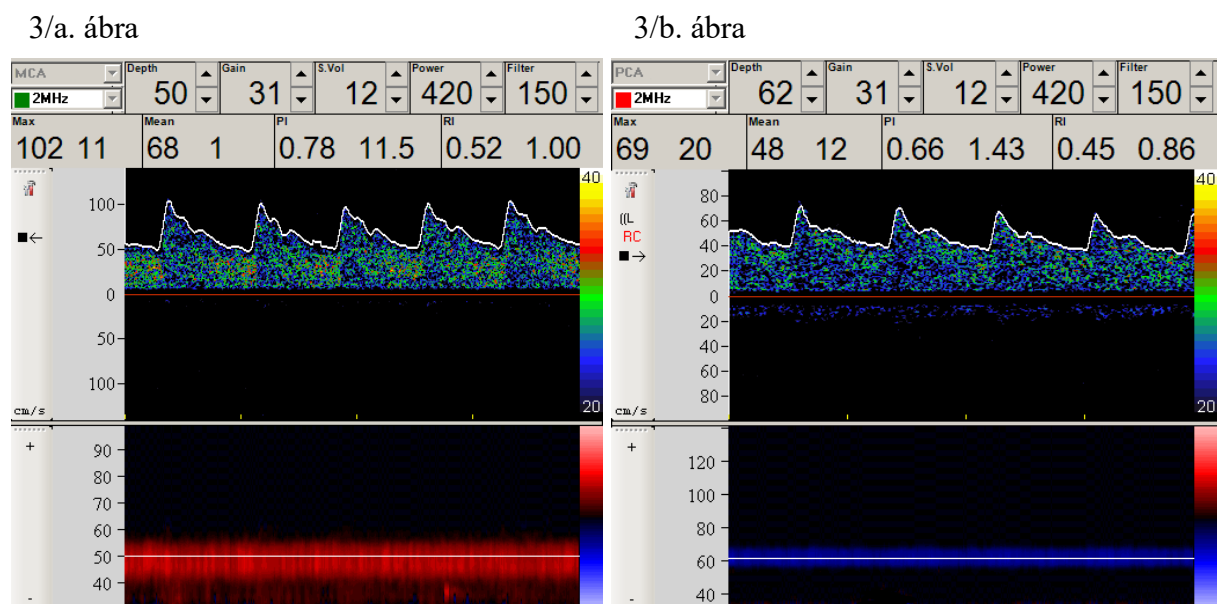 3/a. ábra
3/b. ábra
MCA Depth Gain S.Vol Power Filter
2MHz 50 31 12 420 150
Max Mean PI RI
102 11 68 1 0.78 11.5 0.52 1.00
40
100
50
0
50
100
cm/s
20
+
90
80
70
60
50
40
-
PCA Depth Gain S.Vol Power Filter
2MHz 62 31 12 420 150
Max Mean PI RI
69 20 48 12 0.66 1.43 0.45 0.86
40
((L
RC
80
60
40
20
0
20
40
60
80
cm/s
20
+
120
100
80
60
40
-